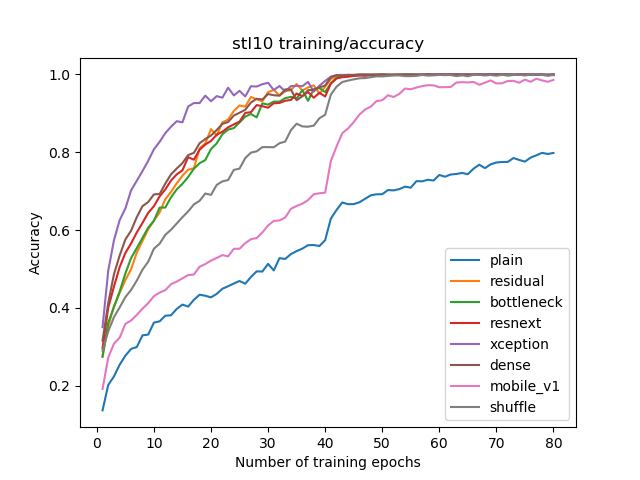 stl10 training/accuracy
1.0
0.8
0.6
0.4
0.2
Accuracy
0 10 20 30 40 50 60 70 80
Number of training epochs
plain
residual
bottleneck
resnext
xception
dense
mobile_v1
shuffle